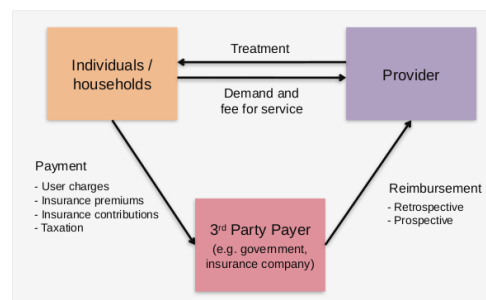 Treatment
Individuals /
households
Provider
Demand and
fee for service
Payment
- User charges
- Insurance premiums
- Insurance contributions
- Taxation
Reimbursement
- Retrospective
- Prospective
3rd Party Payer
(e.g. government,
insurance company)